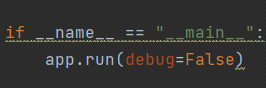 if __name__ == "__main__":
    app.run(debug=False)